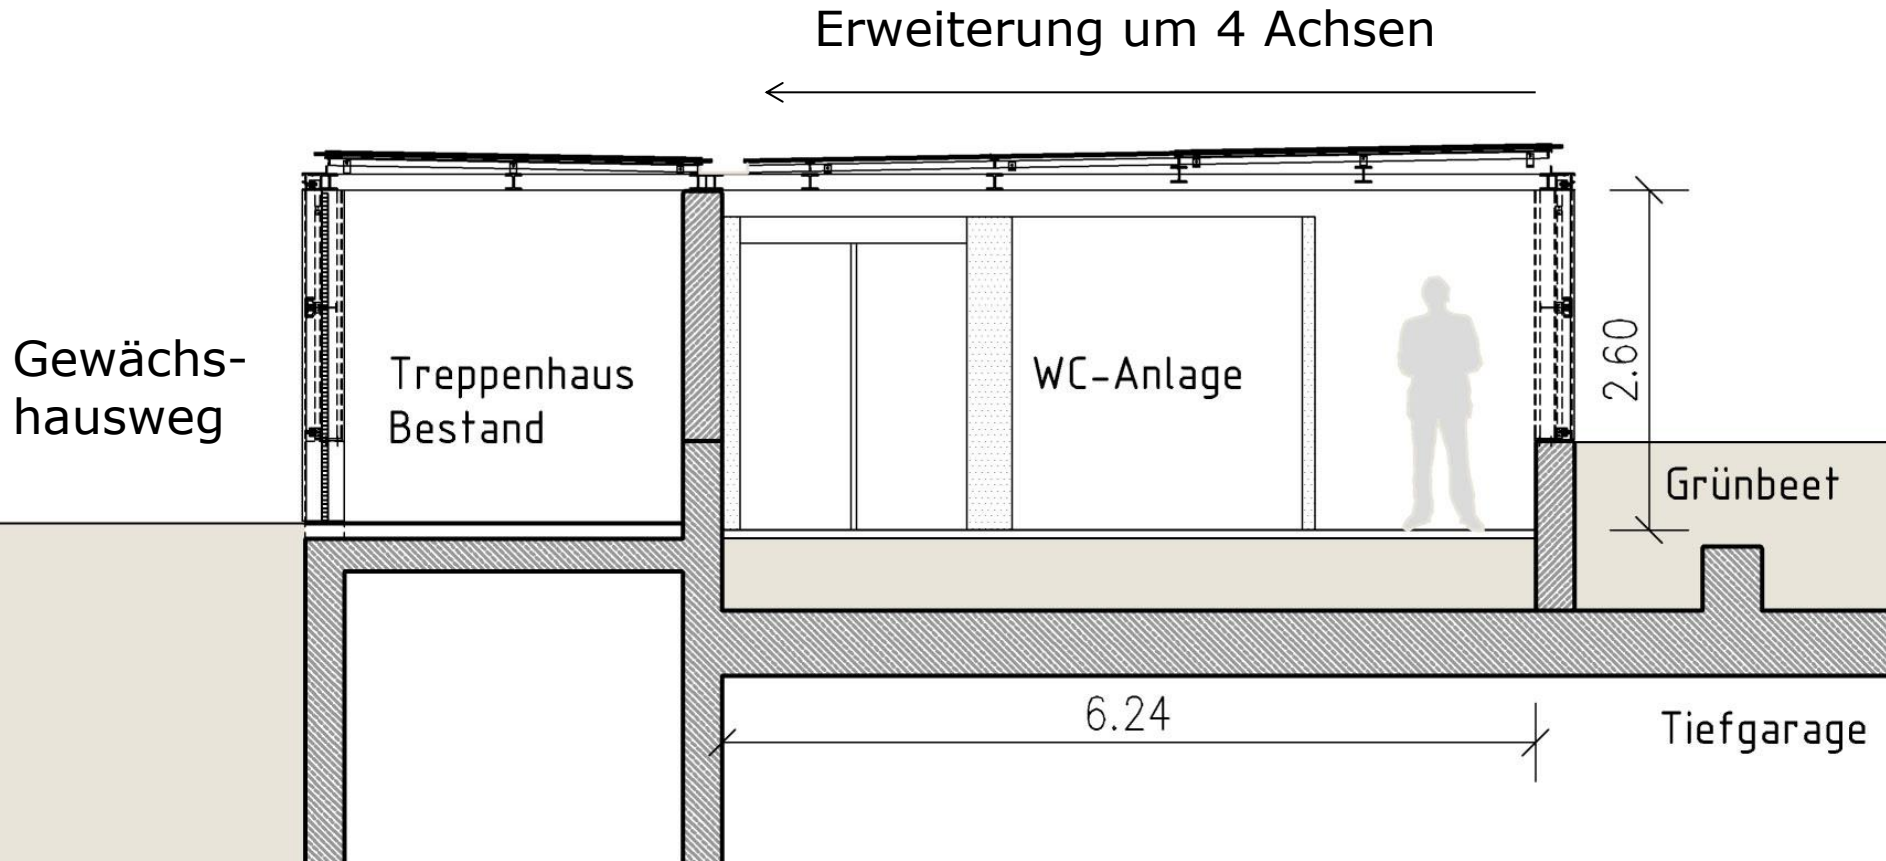 Erweiterung um 4 Achsen
Gewächs-
hausweg
Treppenhaus
Bestand
WC-Anlage
2.60
Grünbeet
6.24
Tiefgarage